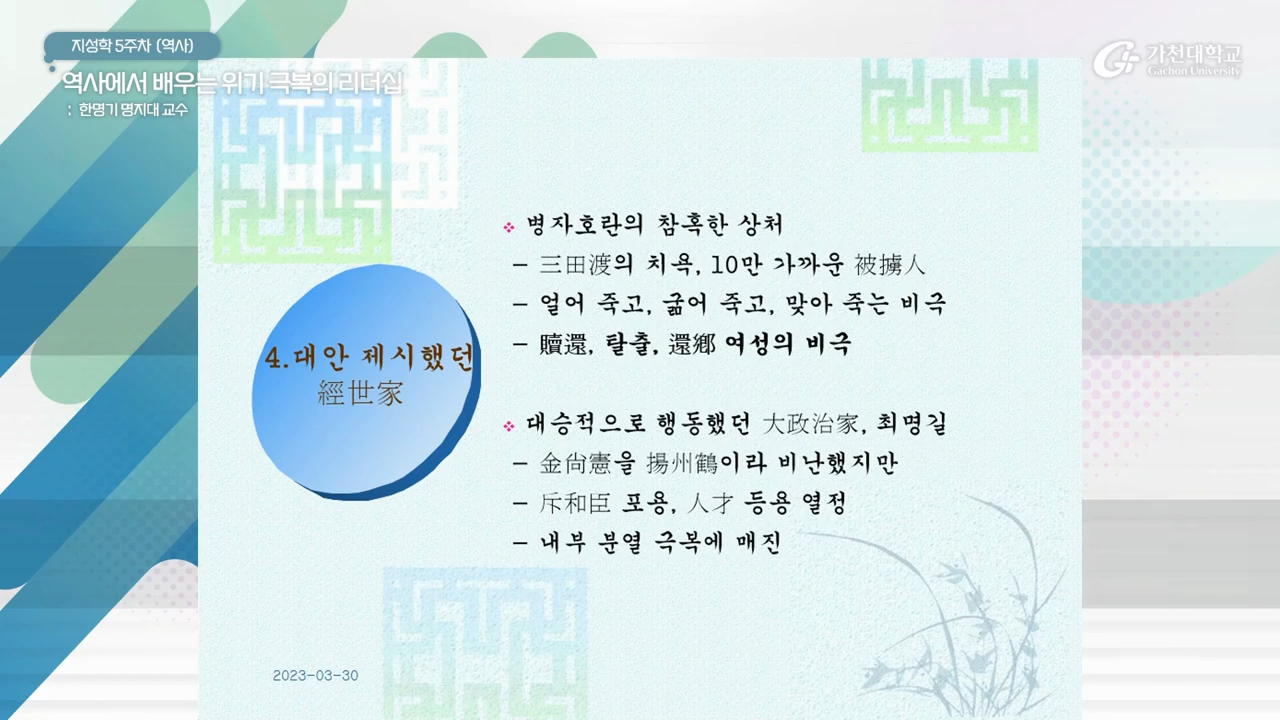 지성학 5주차 (역사)
역사에서 배우는 위기 극복의 리더십
: 한명기 명지대 교수
가천대학교
Gachon University
4.대안 제시했던
經世家
병자호란의 참혹한 상처
– 三田渡의 치욕, 10만 가까운 被擄人
– 얼어 죽고, 굶어 죽고, 맞아 죽는 비극
– 贖還, 탈출, 還鄕 여성의 비극
대승적으로 행동했던 大政治家, 최명길
– 金尙憲을 揚州鶴이라 비난했지만
– 斥和臣 포용, 人才 등용 열정
– 내부 분열 극복에 매진
2023-03-30